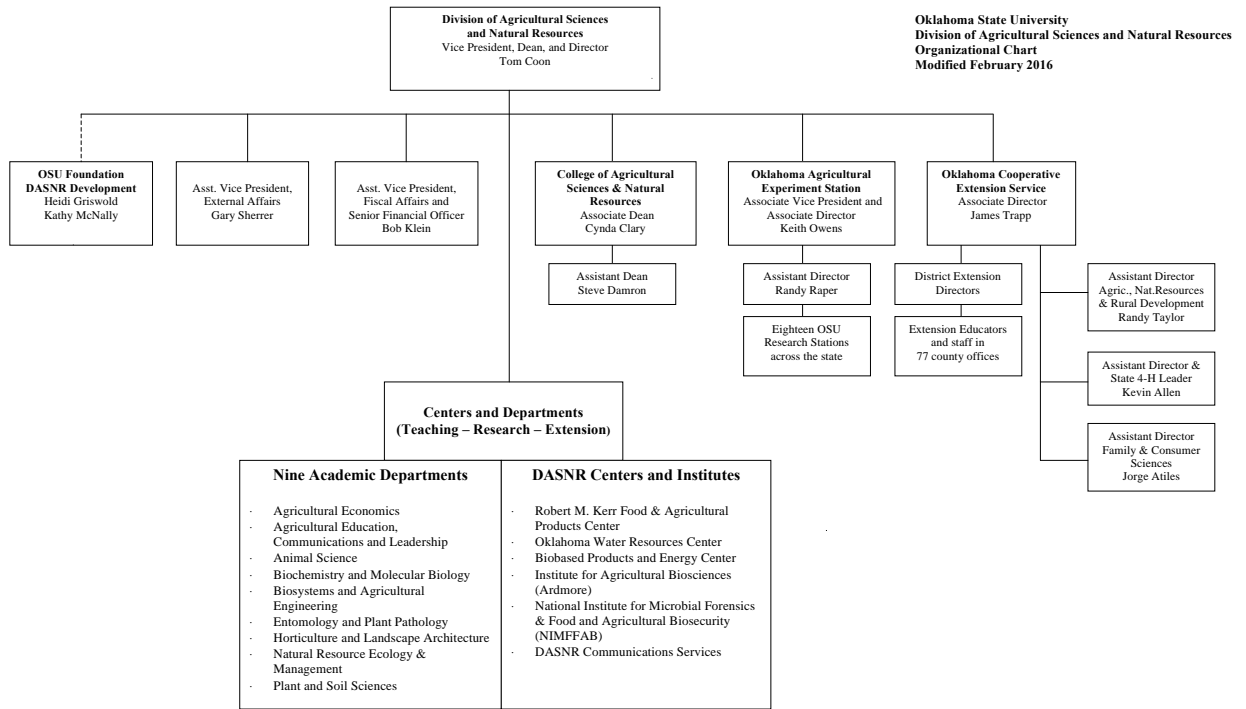 Division of Agricultural Sciences
and Natural Resources
Vice President, Dean, and Director
Tom Coon
Oklahoma State University
Division of Agricultural Sciences and Natural Resources
Organizational Chart
Modified February 2016
OSU Foundation
DASNR Development
Heidi Griswold
Kathy McNally
Asst. Vice President,
External Affairs
Gary Sherrer
Asst. Vice President,
Fiscal Affairs and
Senior Financial Officer
Bob Klein
College of Agricultural
Sciences & Natural
Resources
Associate Dean
Cynda Clary
Oklahoma Agricultural
Experiment Station
Associate Vice President and
Associate Director
Keith Owens
Oklahoma Cooperative
Extension Service
Associate Director
James Trapp
Assistant Dean
Steve Damron
Assistant Director
Randy Raper
District Extension
Directors
Assistant Director
Agric., Nat.Resources
& Rural Development
Randy Taylor
Eighteen OSU
Research Stations
across the state
Extension Educators
and staff in
77 county offices
Assistant Director &
State 4-H Leader
Kevin Allen
Assistant Director
Family & Consumer
Sciences
Jorge Atiles
Centers and Departments
(Teaching – Research – Extension)
Nine Academic Departments
· Agricultural Economics
· Agricultural Education,
Communications and Leadership
· Animal Science
· Biochemistry and Molecular Biology
· Biosystems and Agricultural
Engineering
· Entomology and Plant Pathology
· Horticulture and Landscape Architecture
· Natural Resource Ecology &
Management
· Plant and Soil Sciences
DASNR Centers and Institutes
· Robert M. Kerr Food & Agricultural
Products Center
· Oklahoma Water Resources Center
· Biobased Products and Energy Center
· Institute for Agricultural Biosciences
(Ardmore)
· National Institute for Microbial Forensics
& Food and Agricultural Biosecurity
(NIMFFAB)
· DASNR Communications Services